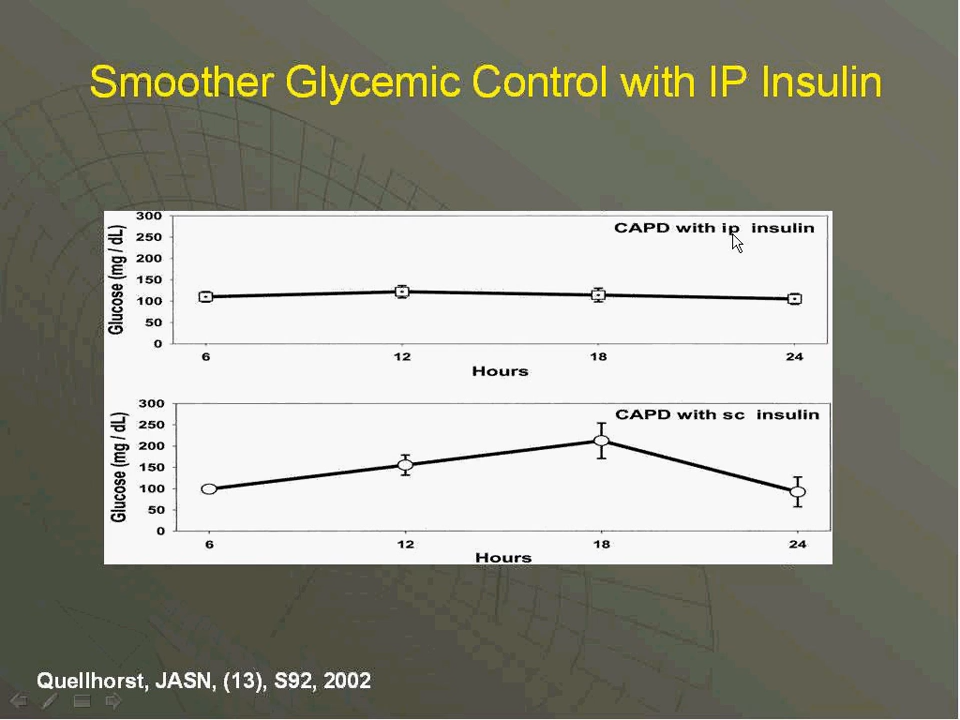 Smoother Glycemic Control with IP Insulin
CAPD with ip insulin
Glucose (mg / dL)
300
250
200
150
100
50
0
6 12 18 24
Hours
CAPD with sc insulin
Glucose (mg / dL)
300
250
200
150
100
50
0
6 12 18 24
Hours
Quellhorst, JASN, (13), S92, 2002